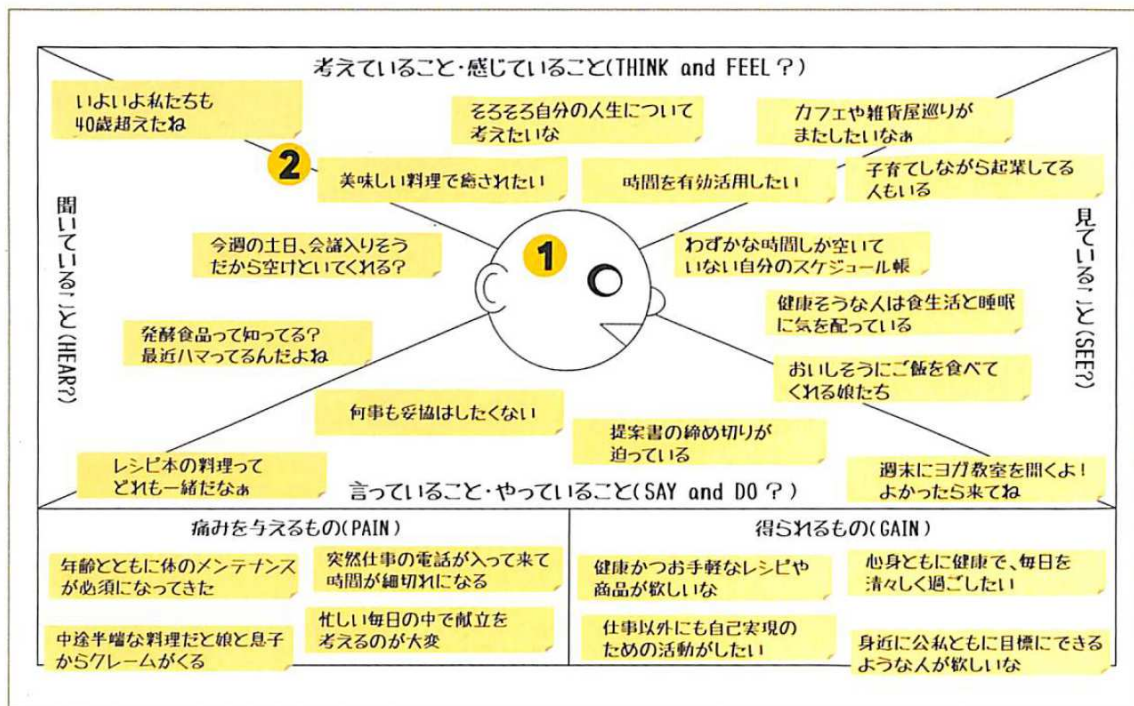 考えていること・感じていること(THINK and FEEL？)
いよいよ私たちも
40歳超えたね
そろそろ自分の人生について
考えたいな
カフェや雑貨屋巡りが
またしたいなぁ
2
美味しい料理で癒されたい
時間を有効活用したい
子育てしながら起業してる
人もいる
聞いていること(HEAR?)
見ていること(SEE?)
今週の土日、会議入りそう
だから空けといてくれる?
1
わずかな時間しか空いて
いない自分のスケジュール帳
健康そうな人は食生活と睡眠
に気を配っている
発酵食品って知ってる?
最近ハマってるんだよね
おいしそうにご飯を食べて
くれる娘たち
何事も妥協はしたくない
提案書の締め切りが
迫っている
レシピ本の料理って
どれも一緒だなぁ
週末にヨガ教室を開くよ!
よかったら来てね
言っていること・やっていること(SAY and DO？)
痛みを与えるもの(PAIN)
年齢とともに体のメンテナンス
が必須になってきた
突然仕事の電話が入って来て
時間が細切れになる
中途半端な料理だと娘と息子
からクレームがくる
忙しい毎日の中で献立を
考えるのが大変
得られるもの(GAIN)
健康かつお手軽なレシピや
商品が欲しいな
心身ともに健康で、毎日を
清々しく過ごしたい
仕事以外にも自己実現の
ための活動がしたい
身近に公私ともに目標にできる
ような人が欲しいな